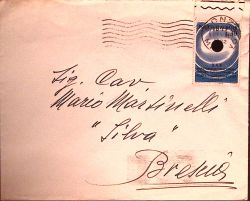 Sig. Cav
Mario Martinelli
"Silva"
Brescia